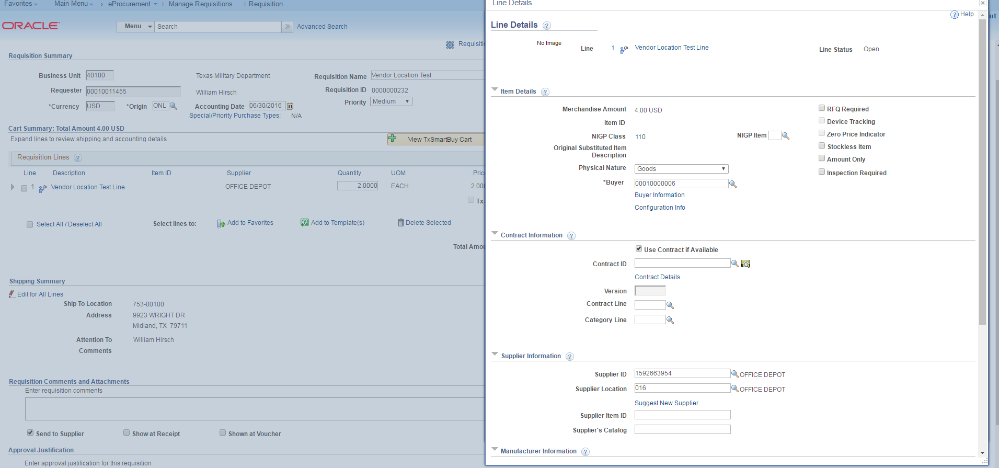 Favorites
Main Menu
eProcurement
Manage Requisitions
Requisition
ORACLE
Menu
Search
Advanced Search
Requisition Summary
Business Unit 40100 Texas Military Department
Requisition Name Vendor Location Test
Requester 00010011455 William Hirsch
Requisition ID 0000000232
*Currency USD *Origin ONL Accounting Date 06/30/2016 31
Priority Medium
Special/Priority Purchase Types: N/A
Cart Summary: Total Amount 4.00 USD
Expand lines to review shipping and accounting details
View TxSmartBuy Cart
Requisition Lines ?
Line Description Item ID Supplier Quantity UOM
1 Vendor Location Test Line OFFICE DEPOT 2.0000 EACH
Select All / Deselect All Select lines to: Add to Favorites Add to Template(s) Delete Selected
Shipping Summary
Edit for All Lines
Ship To Location 753-00100
Address 9923 WRIGHT DR
Midland, TX 79711
Attention To William Hirsch
Comments
Requisition Comments and Attachments
Enter requisition comments
Send to Supplier Show at Receipt Shown at Voucher
Approval Justification
Enter approval justification for this requisition
Line Details
? Help
Line Details ?
No Image
Line 1 Vendor Location Test Line
Line Status Open
Item Details ?
Merchandise Amount 4.00 USD
RFQ Required
Item ID
Device Tracking
NIGP Class 110 NIGP Item
Zero Price Indicator
Original Substituted Item
Description
Stockless Item
Amount Only
Physical Nature Goods
Inspection Required
*Buyer 00010000006
Buyer Information
Configuration Info
Contract Information ?
Use Contract if Available
Contract ID
Contract Details
Version
Contract Line
Category Line
Supplier Information ?
Supplier ID 1592663954 OFFICE DEPOT
Supplier Location 016 OFFICE DEPOT
Suggest New Supplier
Supplier Item ID
Supplier's Catalog
Manufacturer Information ?